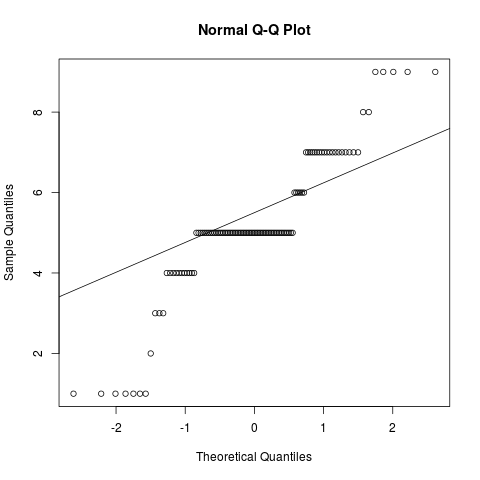 Normal Q-Q Plot
Sample Quantiles
8
6
4
2
-2 -1 0 1 2
Theoretical Quantiles